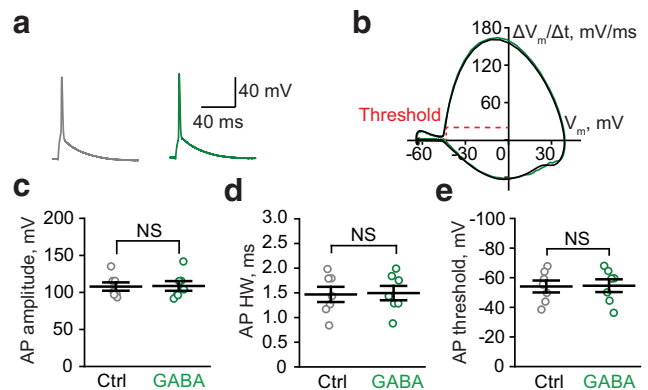 a
40 mV
40 ms
b
180
ΔVm/Δt, mV/ms
120
60
Threshold
Vm, mV
-60
-30
0
30
c
200
150
100
50
0
AP amplitude, mV
NS
Ctrl
GABA
d
3.0
2.5
2.0
1.5
1.0
0.5
0
AP HW, ms
NS
Ctrl
GABA
e
-100
-80
-60
-40
-20
0
AP threshold, mV
NS
Ctrl
GABA